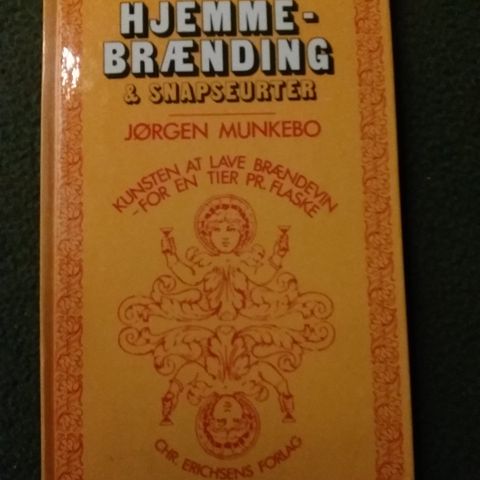 HJEMME-
BRÆNDING
& SNAPSEURTER
JØRGEN MUNKEBO
KUNSTEN AT LAVE BRÆNDEVIN
-FOR EN TIER PR. FLASKE
CHR. ERICHSENS FORLAG